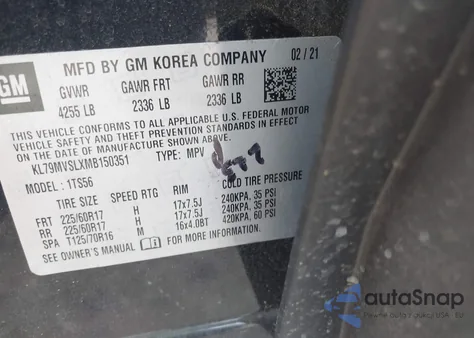 GM
MFD BY GM KOREA COMPANY 02/21
GVWR GAWR FRT GAWR RR
4255 LB 2336 LB 2336 LB
THIS VEHICLE CONFORMS TO ALL APPLICABLE U.S. FEDERAL MOTOR
VEHICLE SAFETY, BUMPER, AND THEFT PREVENTION STANDARDS IN EFFECT
ON THE DATE OF MANUFACTURE SHOWN ABOVE.
KL79MVSLXMB150351 TYPE: MPV
MODEL: 1TS56
TIRE SIZE SPEED RTG RIM COLD TIRE PRESSURE
FRT 225/60R17 H 17x7.5J 240KPA, 35 PSI
RR 225/60R17 H 17x7.5J 240KPA, 35 PSI
SPA T125/70R16 M 16x4.0BT 420KPA, 60 PSI
SEE OWNER'S MANUAL FOR MORE INFORMATION.
autoSnap